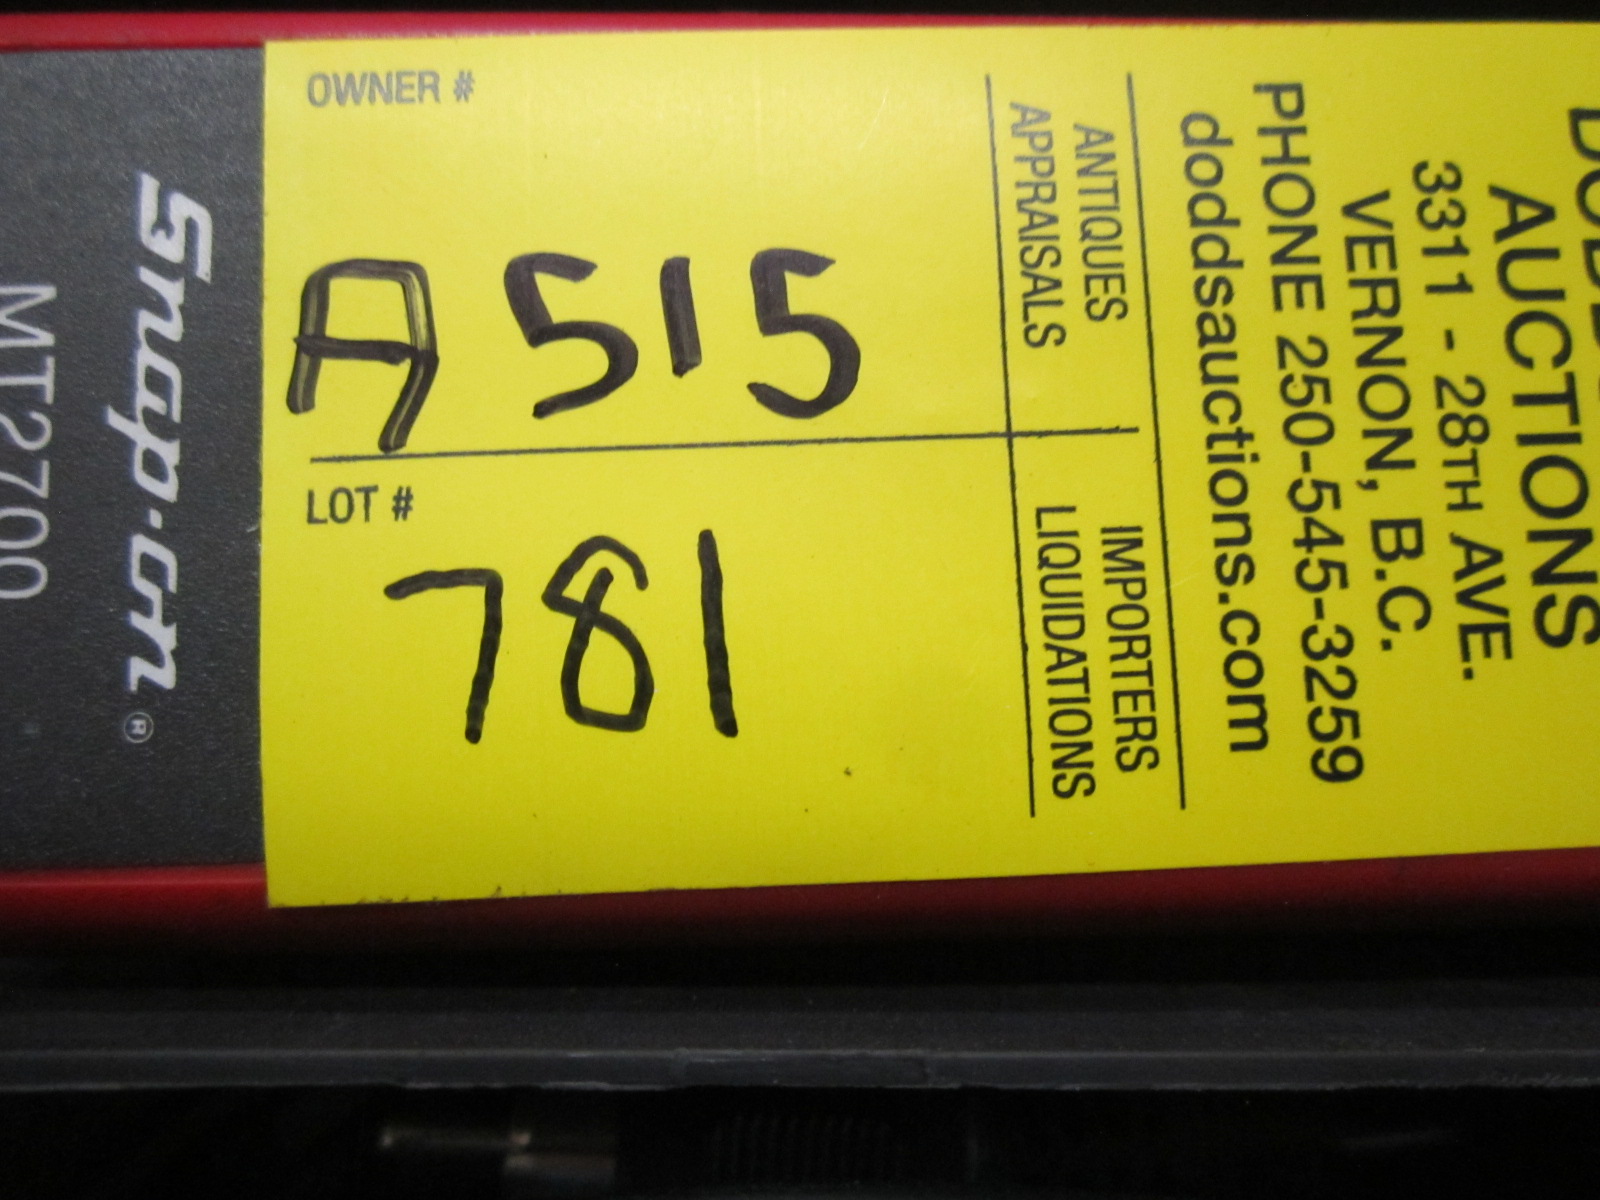 Snap-on®
MT2700
OWNER #
A 515
LOT #
781
AUCTIONS
3311 - 28TH AVE.
VERNON, B.C.
PHONE 250-545-3259
doddsauctions.com
ANTIQUES
APPRAISALS
IMPORTERS
LIQUIDATIONS